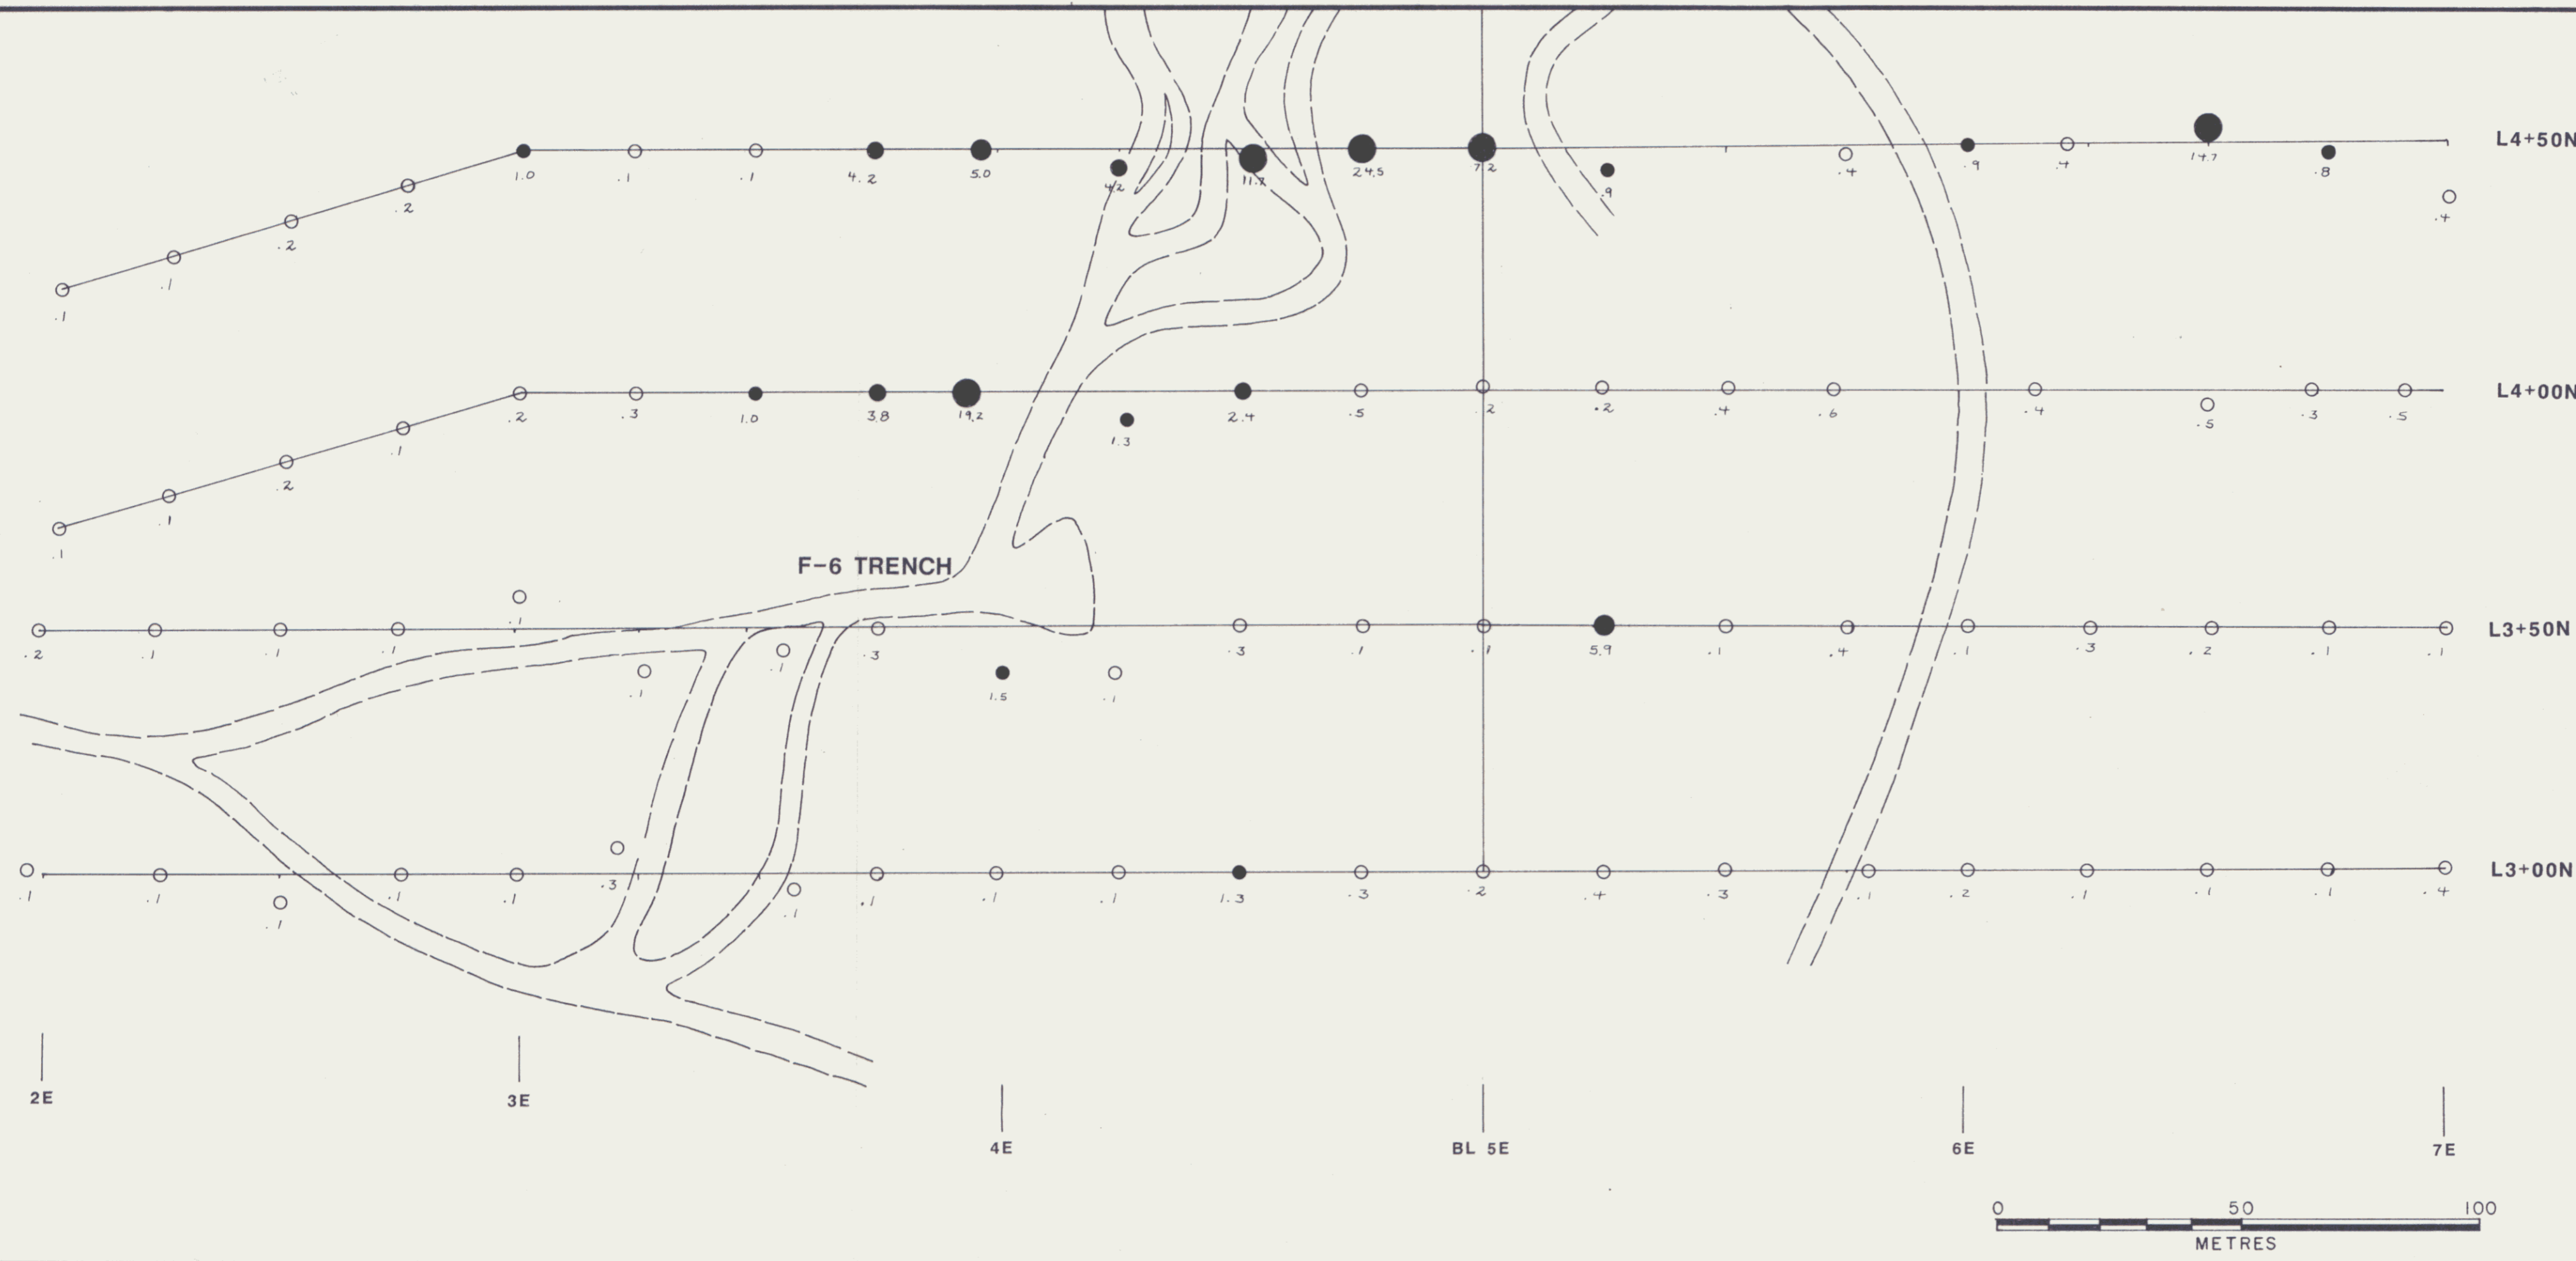 L4+50N
1.0 .1 .1 4.2 5.0 4.2 11.7 24.5 7.2 .9 .4 .9 .4 14.7 .8
.2
.2
.1
.1
.4
L4+00N
.2 .3 1.0 3.8 19.2 1.3 2.4 .5 .2 .2 .4 .6 .4 .5 .3 .5
.1
.2
.1
.1
F-6 TRENCH
L3+50N
.2 .1 .1 .1 .1 .1 .1 .3 1.5 .1 .3 .1 .1 5.9 .1 .4 .1 .3 .2 .1 .1
L3+00N
.1 .1 .1 .1 .1 .3 .1 .1 .1 .1 1.3 .3 .2 .4 .3 .1 .2 .1 .1 .1 .4
2E 3E
4E BL 5E 6E 7E
0 50 100
METRES